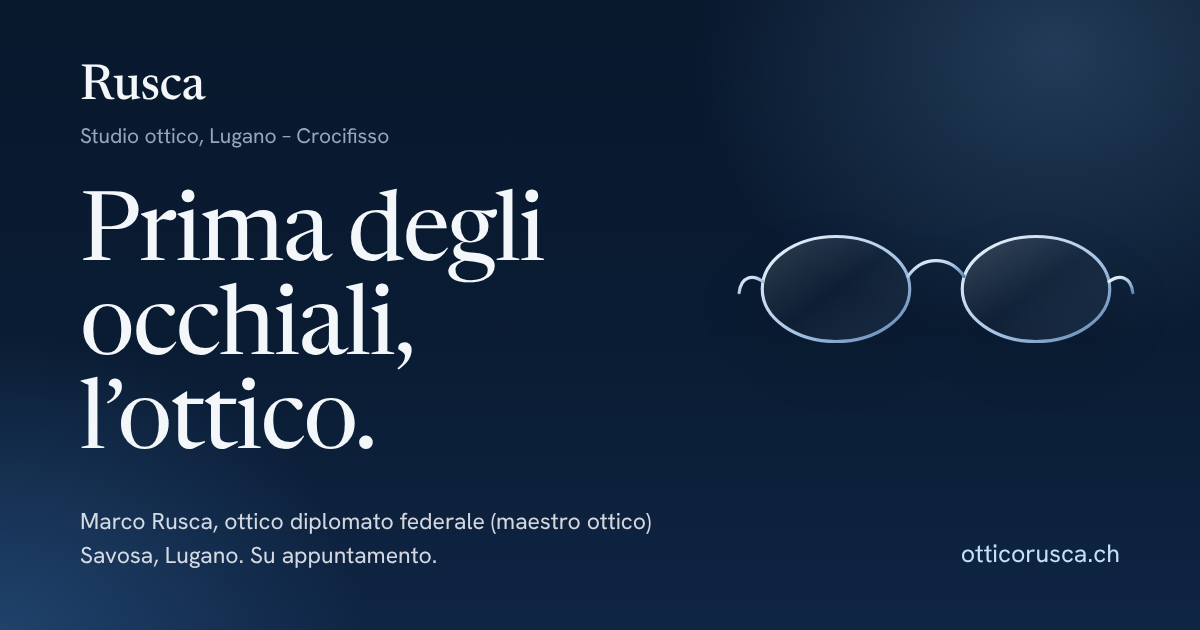 Rusca
Studio ottico, Lugano – Crocifisso
Prima degli
occhiali,
l’ottico.
Marco Rusca, ottico diplomato federale (maestro ottico)
Savosa, Lugano. Su appuntamento.
otticorusca.ch